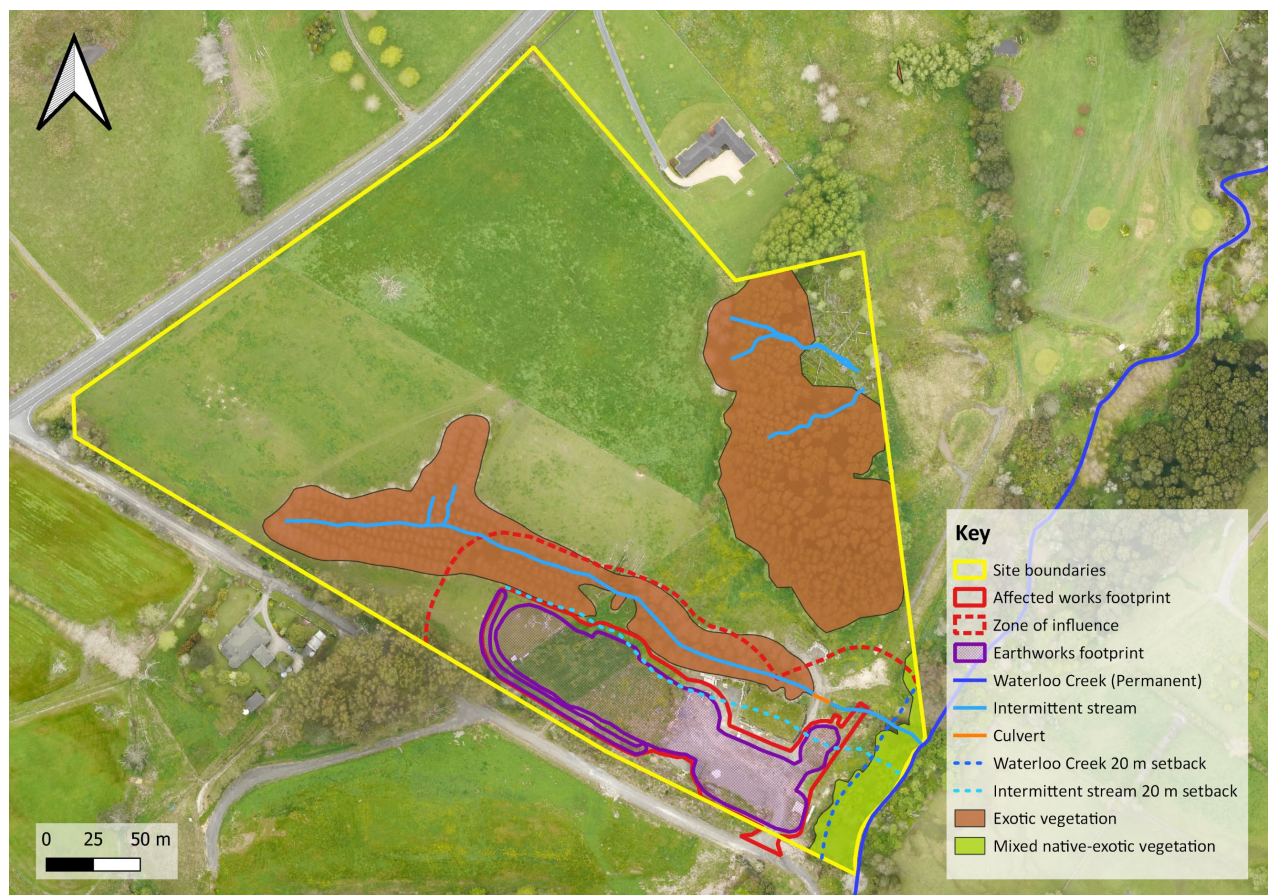 Key
Site boundaries
Affected works footprint
Zone of influence
Earthworks footprint
Waterloo Creek (Permanent)
Intermittent stream
Culvert
Waterloo Creek 20 m setback
Intermittent stream 20 m setback
Exotic vegetation
Mixed native-exotic vegetation
0 25 50 m